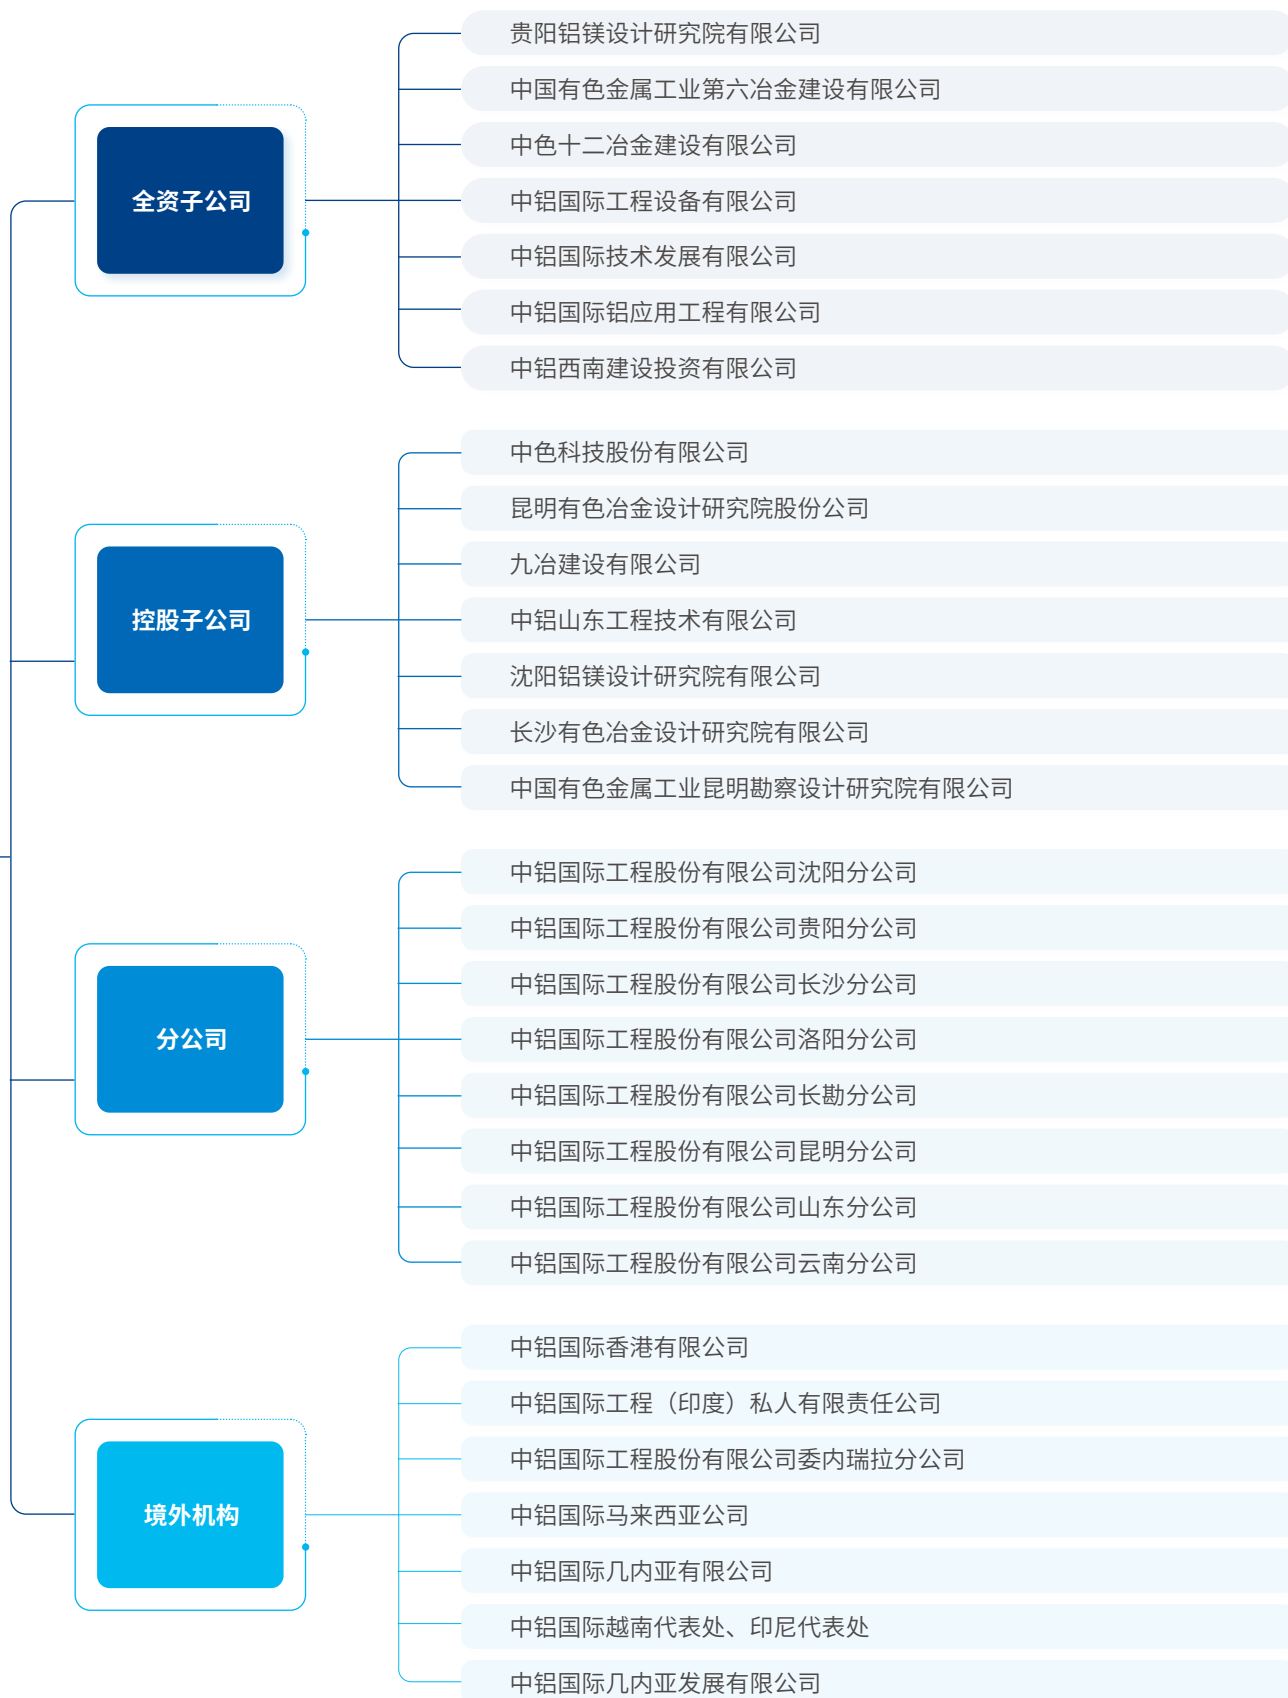 全资子公司
贵阳铝镁设计研究院有限公司
中国有色金属工业第六冶金建设有限公司
中色十二冶金建设有限公司
中铝国际工程设备有限公司
中铝国际技术发展有限公司
中铝国际铝应用工程有限公司
中铝西南建设投资有限公司
控股子公司
中色科技股份有限公司
昆明有色冶金设计研究院股份公司
九冶建设有限公司
中铝山东工程技术有限公司
沈阳铝镁设计研究院有限公司
长沙有色冶金设计研究院有限公司
中国有色金属工业昆明勘察设计研究院有限公司
分公司
中铝国际工程股份有限公司沈阳分公司
中铝国际工程股份有限公司贵阳分公司
中铝国际工程股份有限公司长沙分公司
中铝国际工程股份有限公司洛阳分公司
中铝国际工程股份有限公司长勘分公司
中铝国际工程股份有限公司昆明分公司
中铝国际工程股份有限公司山东分公司
中铝国际工程股份有限公司云南分公司
境外机构
中铝国际香港有限公司
中铝国际工程（印度）私人有限责任公司
中铝国际工程股份有限公司委内瑞拉分公司
中铝国际马来西亚公司
中铝国际几内亚有限公司
中铝国际越南代表处、印尼代表处
中铝国际几内亚发展有限公司